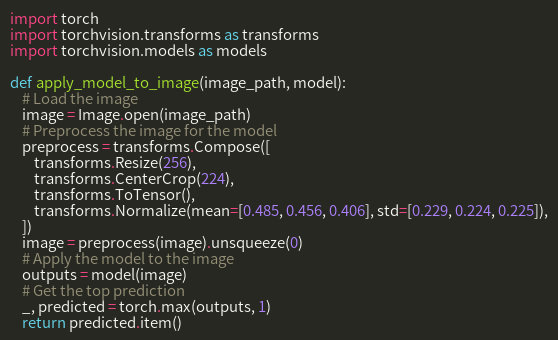 import torch
import torchvision.transforms as transforms
import torchvision.models as models

def apply_model_to_image(image_path, model):
    # Load the image
    image = Image.open(image_path)
    # Preprocess the image for the model
    preprocess = transforms.Compose([
        transforms.Resize(256),
        transforms.CenterCrop(224),
        transforms.ToTensor(),
        transforms.Normalize(mean=[0.485, 0.456, 0.406], std=[0.229, 0.224, 0.225]),
    ])
    image = preprocess(image).unsqueeze(0)
    # Apply the model to the image
    outputs = model(image)
    # Get the top prediction
    _, predicted = torch.max(outputs, 1)
    return predicted.item()